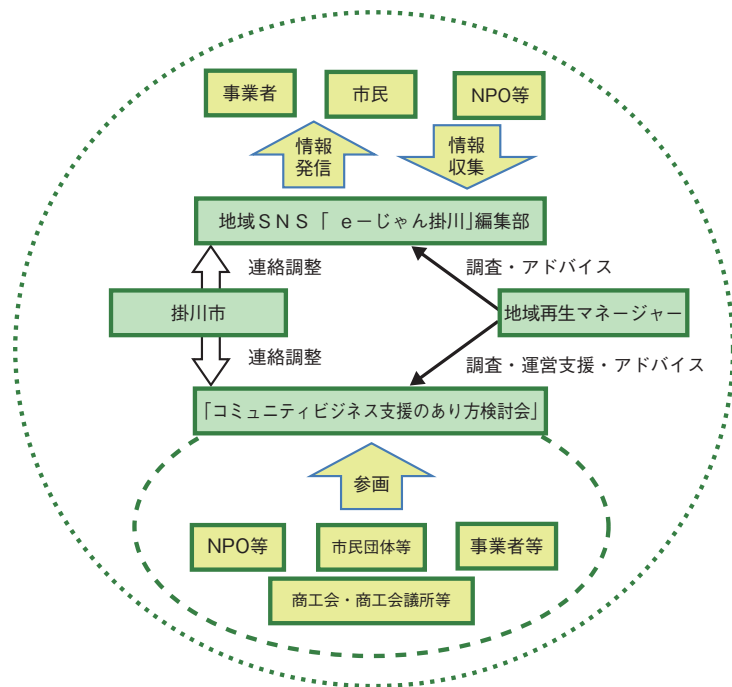 事業者
市民
NPO等
情報
発信
情報
収集
地域SNS「 e－じゃん掛川」編集部
連絡調整
調査・アドバイス
掛川市
地域再生マネージャー
連絡調整
調査・運営支援・アドバイス
「コミュニティビジネス支援のあり方検討会」
参画
NPO等
市民団体等
事業者等
商工会・商工会議所等